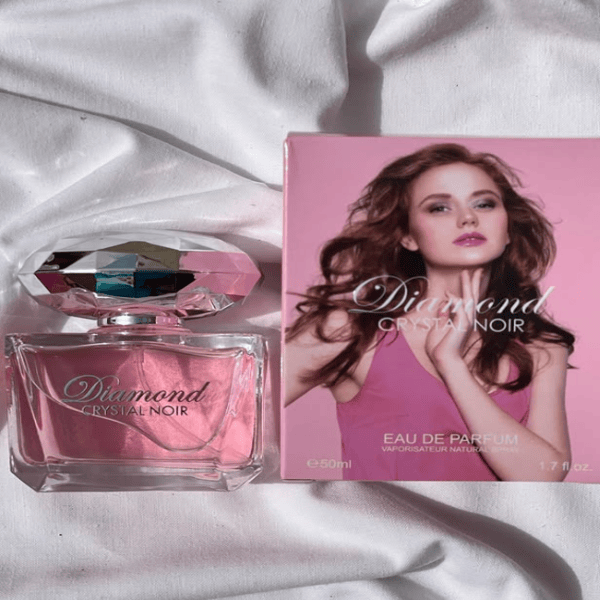 Diamond
CRYSTAL NOIR
Diamond
CRYSTAL NOIR
EAU DE PARFUM
VAPORISATEUR NATURAL SPRAY
℮50ml
1.7 fl oz.